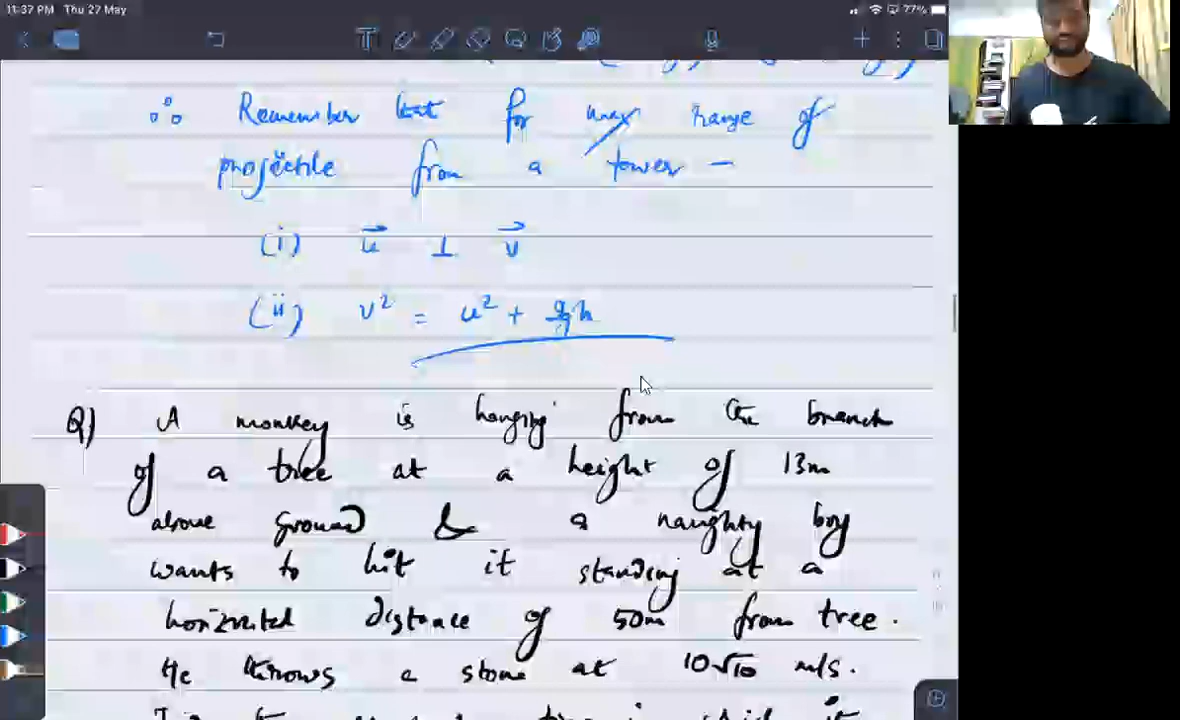 11:37 PM Thu 27 May 77%
∴ Remember that for max range of
projectile from a tower –
(i) u⃗ ⊥ v⃗
(ii) v² = u² + 2gh
Q) A monkey is hanging from the branch
of a tree at a height of 13m
above ground & a naughty boy
wants to hit it standing at a
horizontal distance of 50m from tree.
He throws a stone at 10√10 m/s.